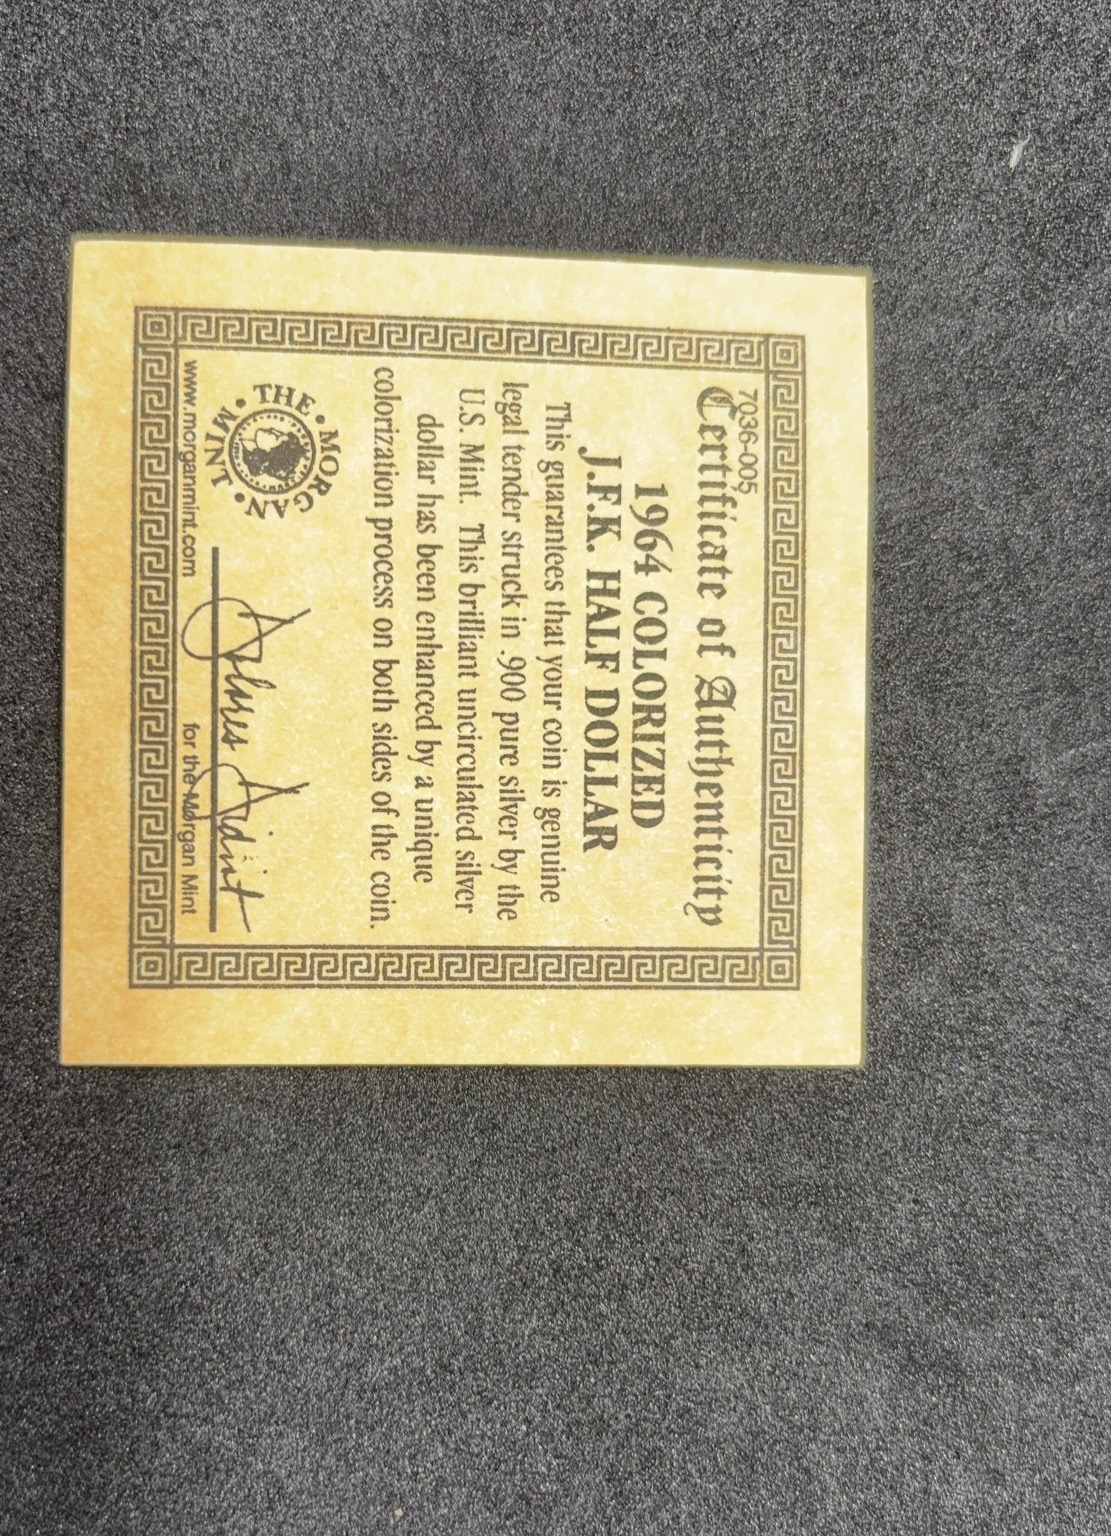 7036-005
Certificate of Authenticity
1964 COLORIZED
J.F.K. HALF DOLLAR
This guarantees that your coin is genuine
legal tender struck in .900 pure silver by the
U.S. Mint. This brilliant uncirculated silver
dollar has been enhanced by a unique
colorization process on both sides of the coin.
THE • MORGAN • MINT •
www.morganmint.com
for the Morgan Mint